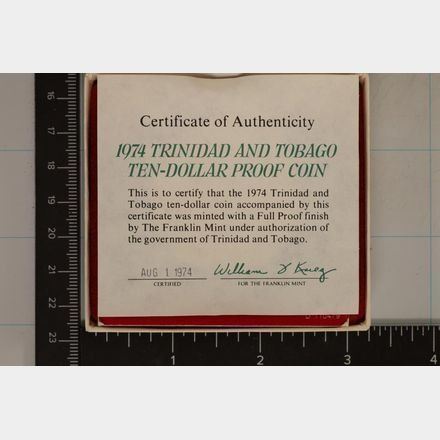 Certificate of Authenticity
1974 TRINIDAD AND TOBAGO
TEN-DOLLAR PROOF COIN
This is to certify that the 1974 Trinidad and
Tobago ten-dollar coin accompanied by this
certificate was minted with a Full Proof finish
by The Franklin Mint under authorization of
the government of Trinidad and Tobago.
AUG 1 1974
CERTIFIED
FOR THE FRANKLIN MINT
16
17
18
19
20
21
22
23
1 2 3 4